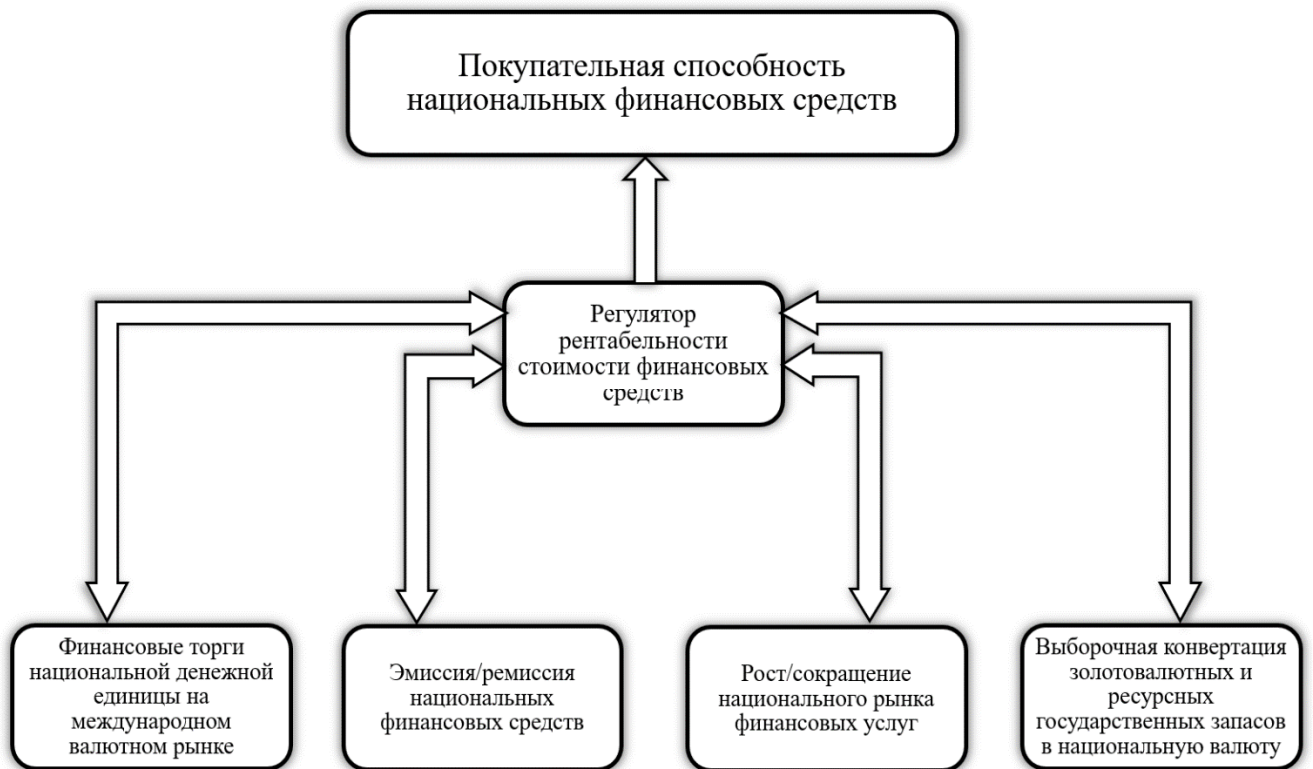 Покупательная способность
национальных финансовых средств
Регулятор
рентабельности
стоимости финансовых
средств
Финансовые торги
национальной денежной
единицы на
международном
валютном рынке
Эмиссия/ремиссия
национальных
финансовых средств
Рост/сокращение
национального рынка
финансовых услуг
Выборочная конвертация
золотовалютных и
ресурсных
государственных запасов
в национальную валюту